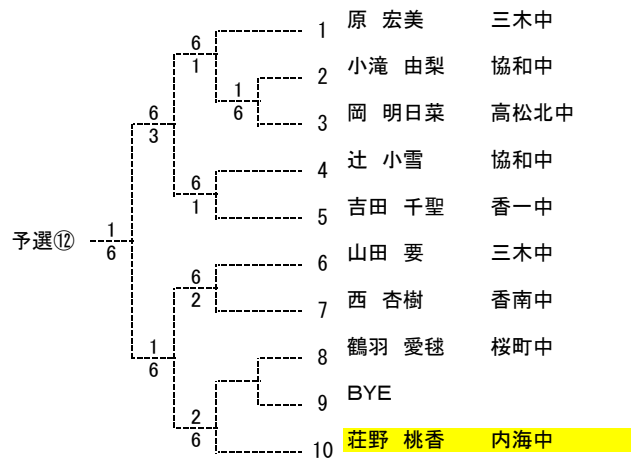 6
1 原 宏美 三木中
1
2 小滝 由梨 協和中
1
6
6
3 岡 明日菜 高松北中
3
4 辻 小雪 協和中
6
1
5 吉田 千聖 香一中
1
予選⑫
6
6 山田 要 三木中
6
2
7 西 杏樹 香南中
1
8 鶴羽 愛毬 桜町中
6
9 BYE
2
6
10 荘野 桃香 内海中